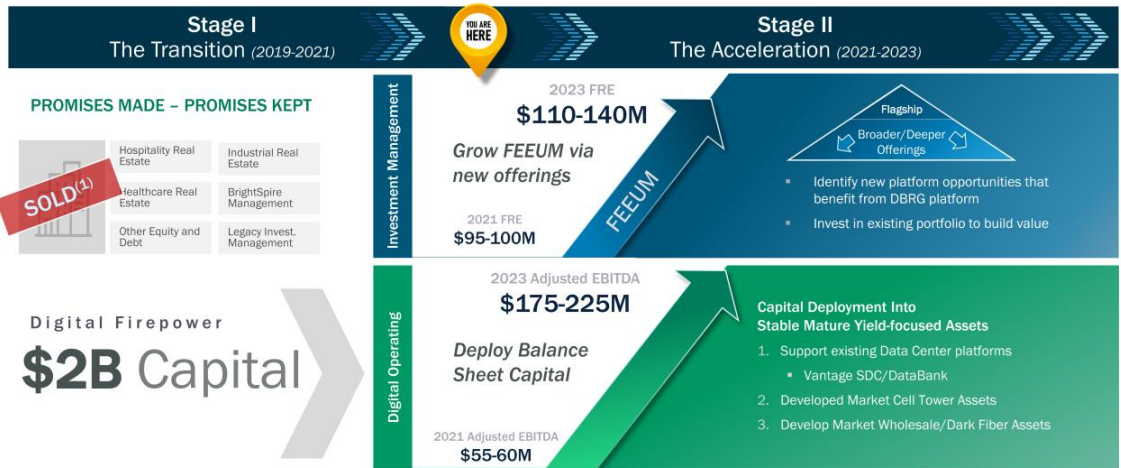 Stage I
The Transition (2019-2021)
YOU ARE
HERE
Stage II
The Acceleration (2021-2023)
PROMISES MADE – PROMISES KEPT
Hospitality Real
Estate
Industrial Real
Estate
SOLD(1)
Healthcare Real
Estate
BrightSpire
Management
Other Equity and
Debt
Legacy Invest.
Management
Digital Firepower
$2B Capital
Investment Management
2023 FRE
$110-140M
Grow FEEUM via
new offerings
2021 FRE
$95-100M
FEEUM
Flagship
Broader/Deeper
Offerings
▪ Identify new platform opportunities that
benefit from DBRG platform
▪ Invest in existing portfolio to build value
Digital Operating
2023 Adjusted EBITDA
$175-225M
Deploy Balance
Sheet Capital
2021 Adjusted EBITDA
$55-60M
Capital Deployment Into
Stable Mature Yield-focused Assets
1. Support existing Data Center platforms
▪ Vantage SDC/DataBank
2. Developed Market Cell Tower Assets
3. Develop Market Wholesale/Dark Fiber Assets